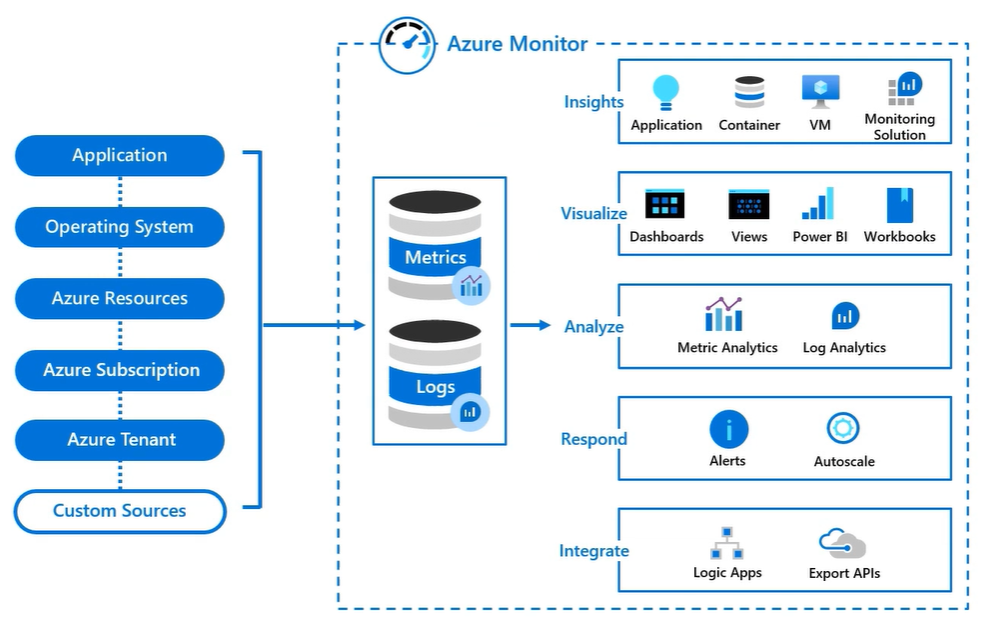 Azure Monitor
Application
Operating System
Azure Resources
Azure Subscription
Azure Tenant
Custom Sources
Metrics
Logs
Insights
Application
Container
VM
Monitoring
Solution
Visualize
Dashboards
Views
Power BI
Workbooks
Analyze
Metric Analytics
Log Analytics
Respond
Alerts
Autoscale
Integrate
Logic Apps
Export APIs